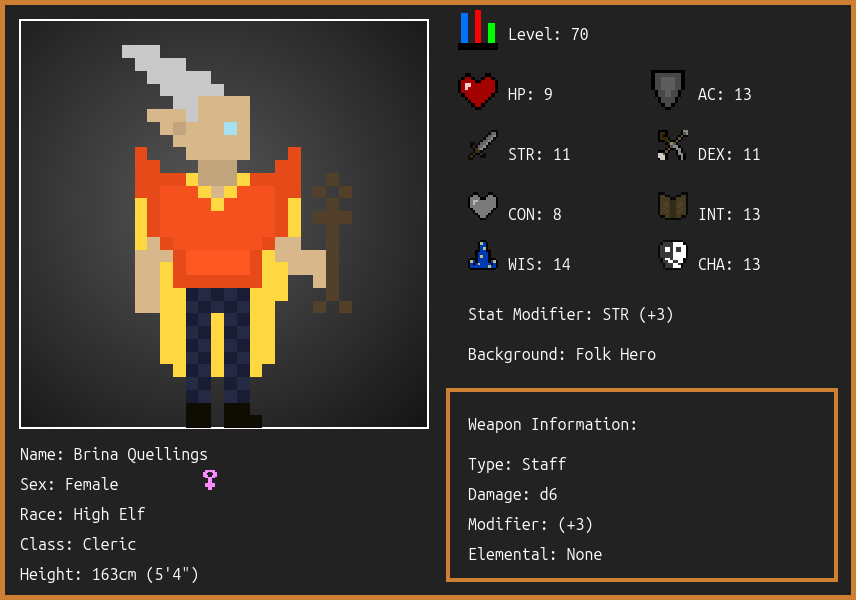 Level: 70
HP: 9
AC: 13
STR: 11
DEX: 11
CON: 8
INT: 13
WIS: 14
CHA: 13
Stat Modifier: STR (+3)
Background: Folk Hero
Weapon Information:
Type: Staff
Damage: d6
Modifier: (+3)
Elemental: None
Name: Brina Quellings
Sex: Female
Race: High Elf
Class: Cleric
Height: 163cm (5'4")